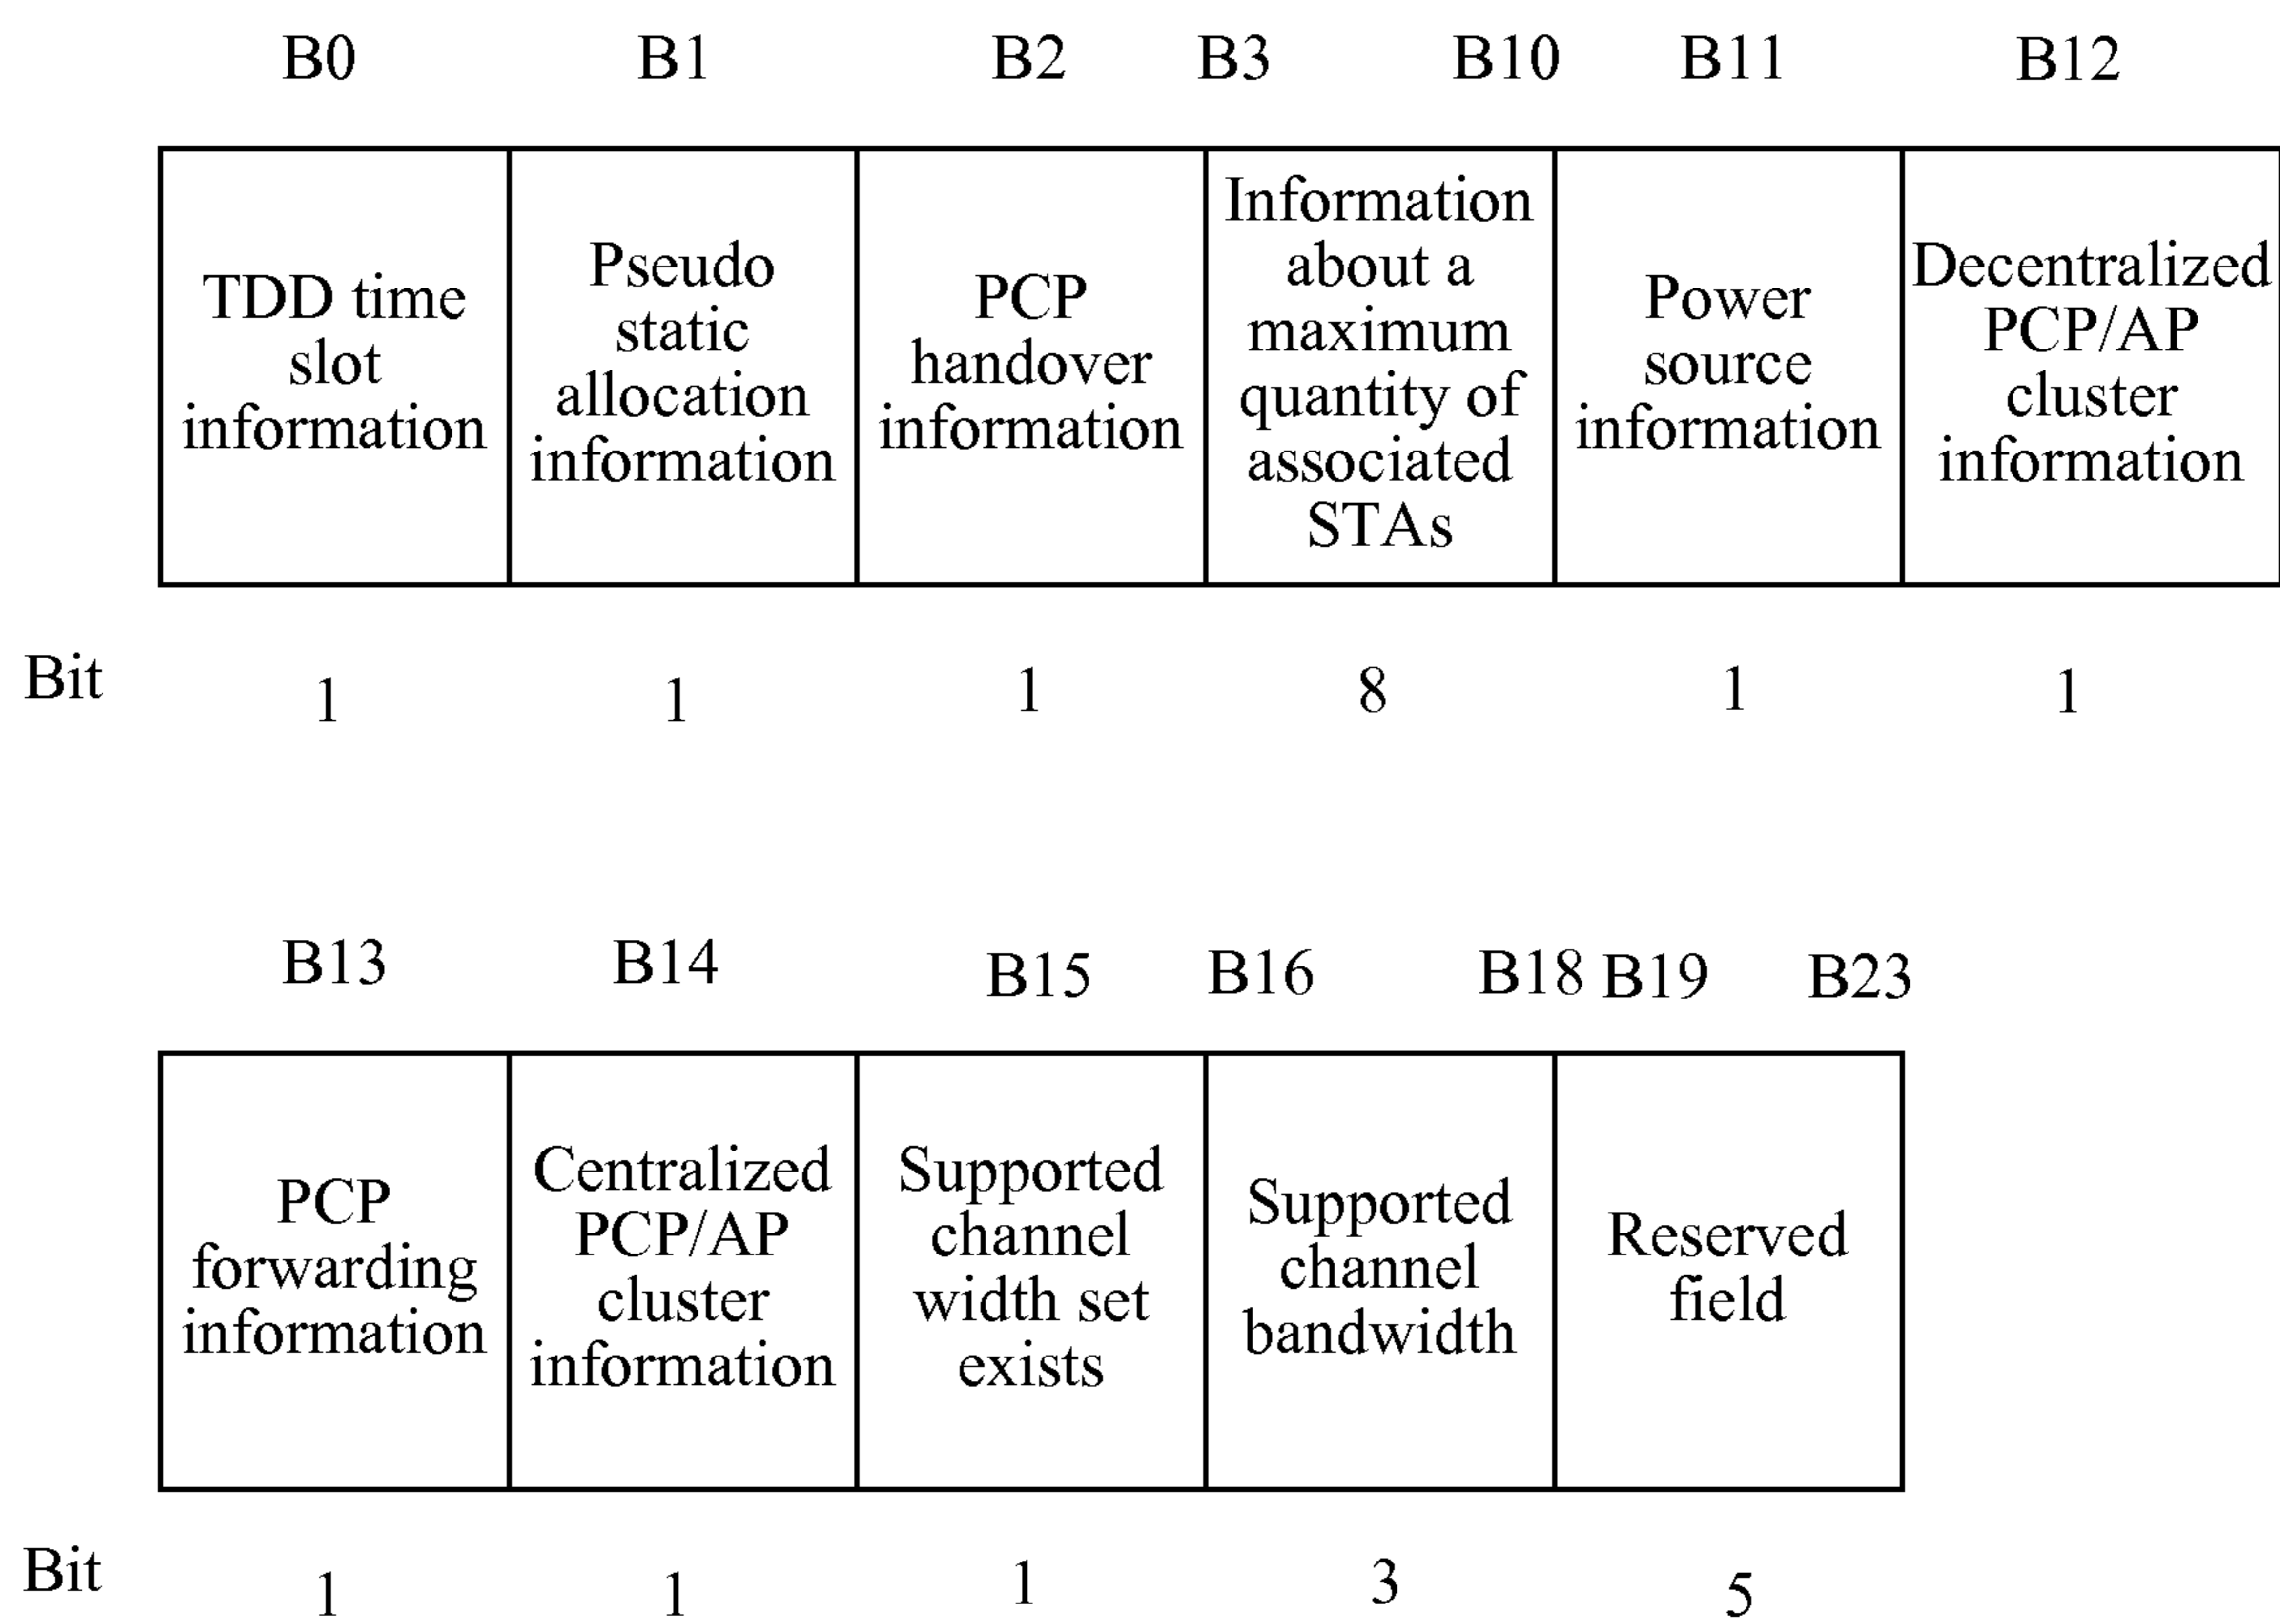 B0 B1 B2 B3 B10 B11 B12
TDD time
slot
information
Pseudo
static
allocation
information
PCP
handover
information
Information
about a
maximum
quantity of
associated
STAs
Power
source
information
Decentralized
PCP/AP
cluster
information
Bit 1 1 1 8 1 1
B13 B14 B15 B16 B18 B19 B23
PCP
forwarding
information
Centralized
PCP/AP
cluster
information
Supported
channel
width set
exists
Supported
channel
bandwidth
Reserved
field
Bit 1 1 1 3 5